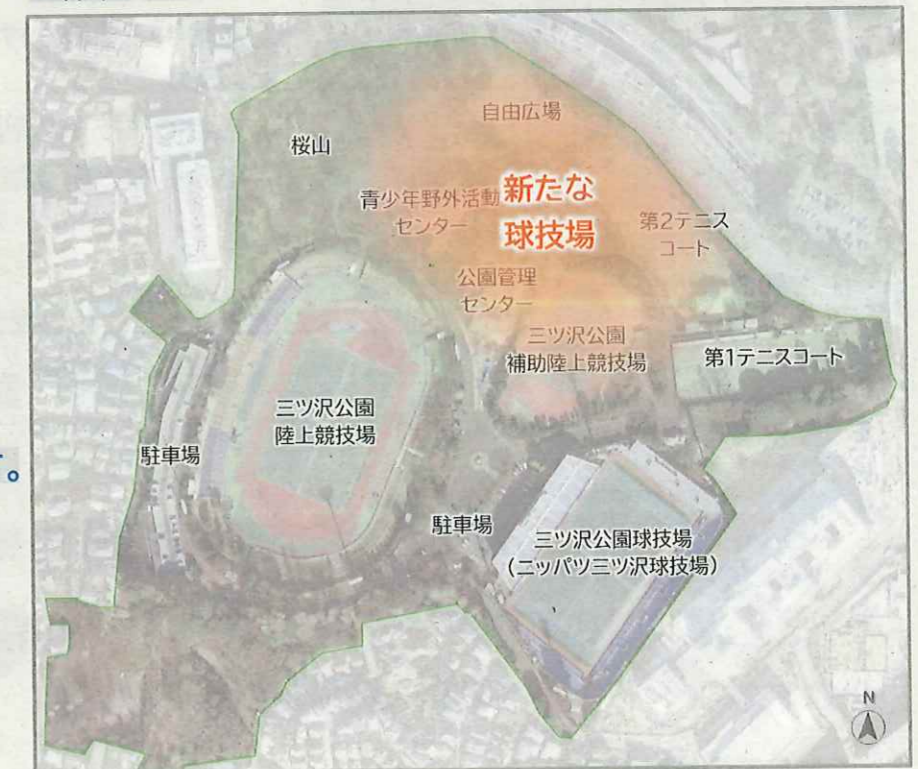 自由広場
桜山
新たな
球技場
青少年野外活動
センター
第2テニス
コート
公園管理
センター
三ツ沢公園
補助陸上競技場
第1テニスコート
三ツ沢公園
陸上競技場
駐車場
駐車場
三ツ沢公園球技場
(ニッパツ三ツ沢球技場)
N
。